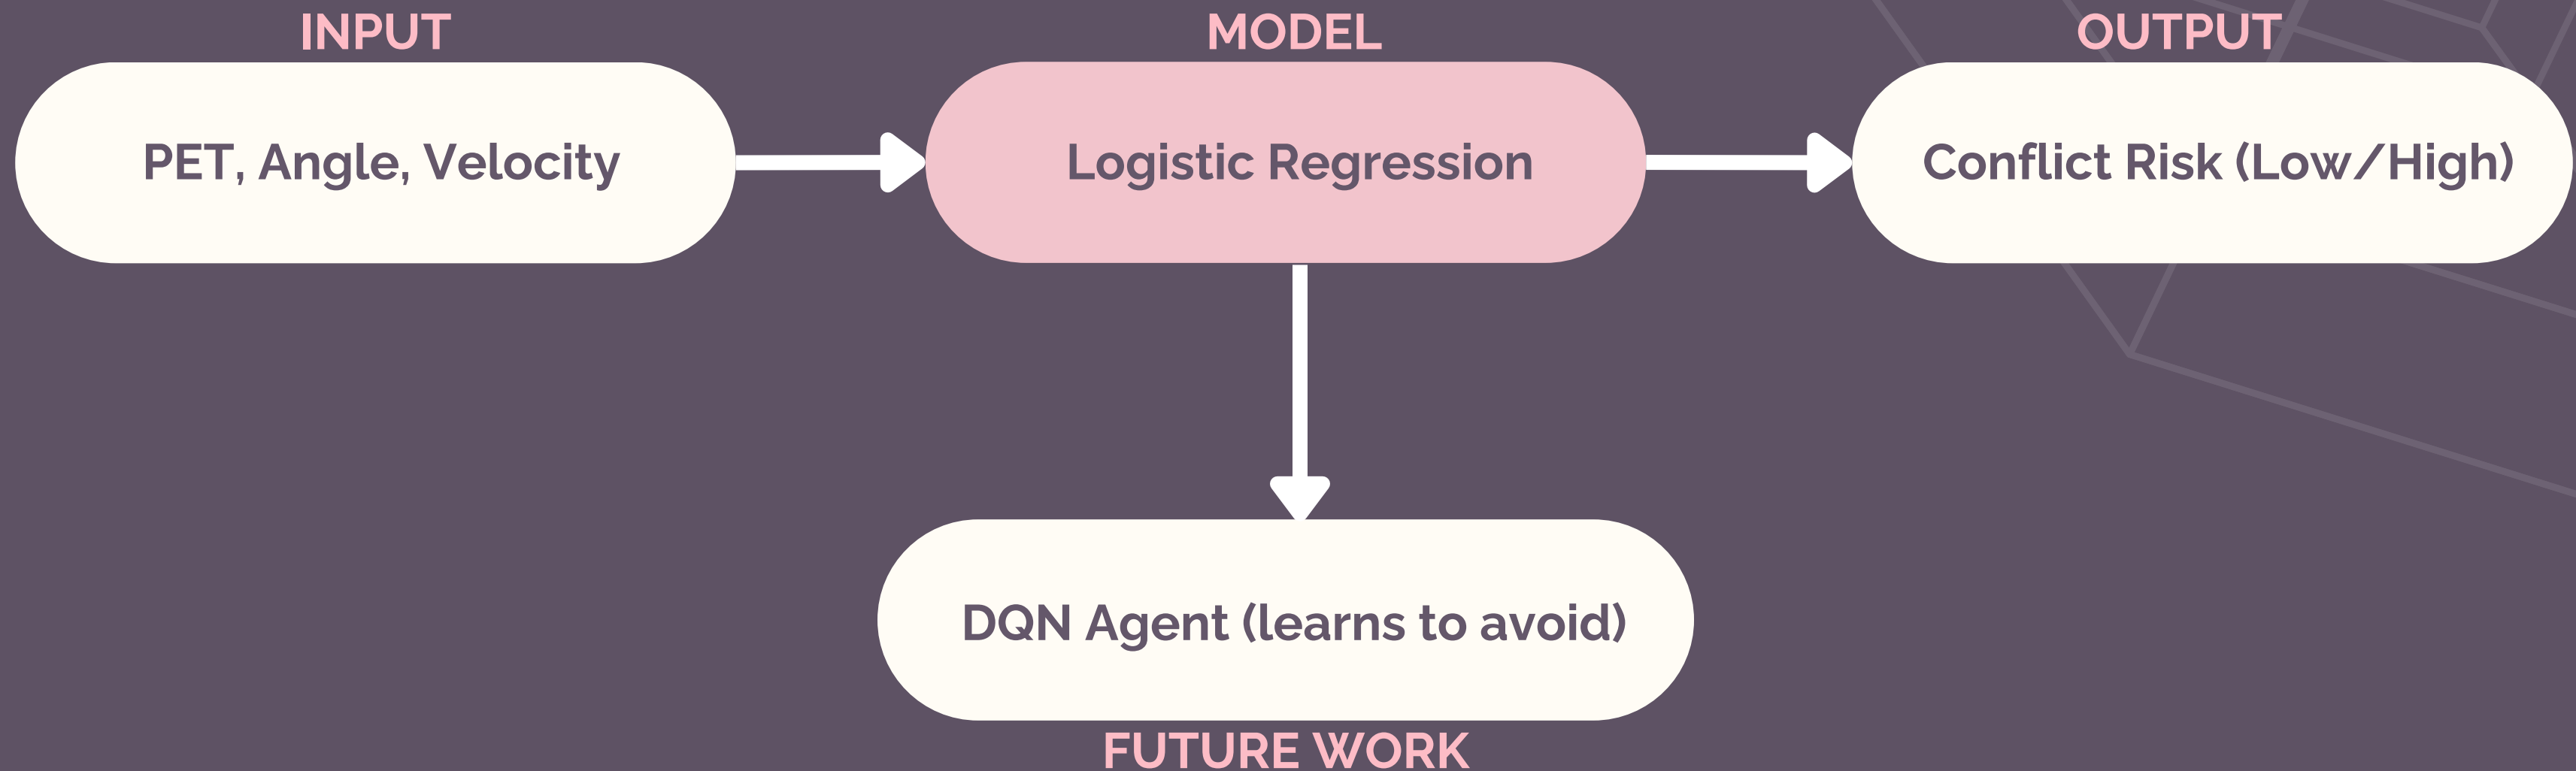 INPUT
MODEL
OUTPUT
PET, Angle, Velocity
Logistic Regression
Conflict Risk (Low/High)
DQN Agent (learns to avoid)
FUTURE WORK